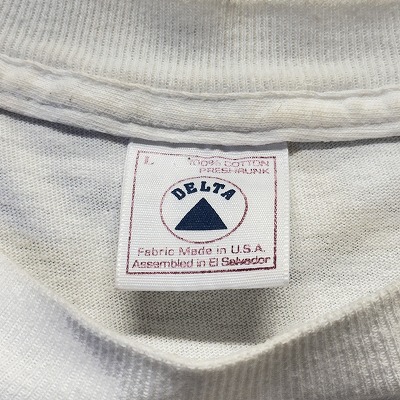 L 100% COTTON
PRESHRUNK
DELTA
Fabric Made in U.S.A.
Assembled in El Salvador